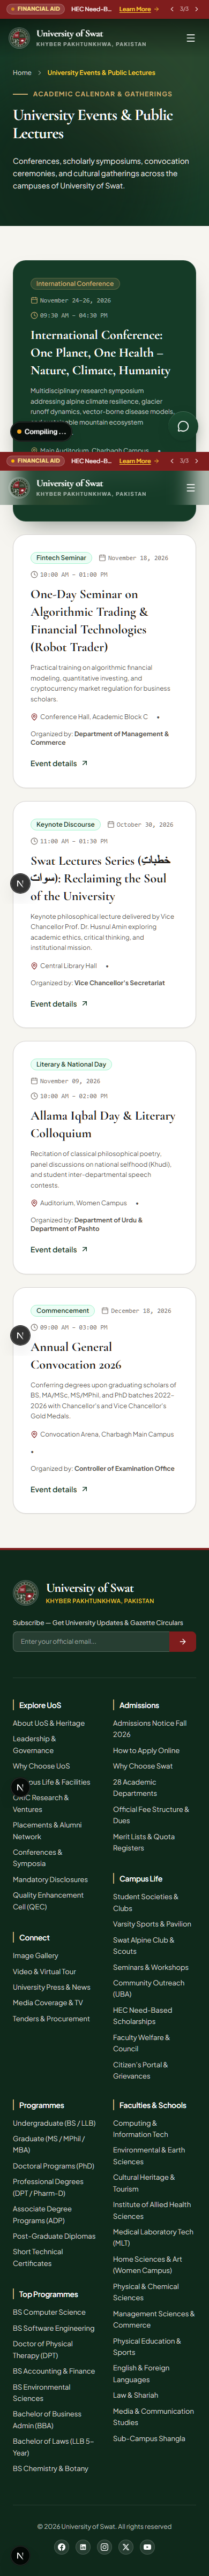 FINANCIAL AID
HEC Need-B...
Learn More
3/3
University of Swat
KHYBER PAKHTUNKHWA, PAKISTAN
Home
University Events & Public Lectures
ACADEMIC CALENDAR & GATHERINGS
University Events & Public
Lectures
Conferences, scholarly symposiums, convocation
ceremonies, and cultural gatherings across the
campuses of University of Swat.
International Conference
November 24–26, 2026
09:30 AM – 04:30 PM
International Conference:
One Planet, One Health –
Nature, Climate, Humanity
Multidisciplinary research symposium
addressing alpine climate resilience, glacier
runoff dynamics, vector-borne disease models,
mountain ecosystem
Compiling ...
Main Auditorium, Charbagh Campus
FINANCIAL AID
HEC Need-B...
Learn More
3/3
University of Swat
KHYBER PAKHTUNKHWA, PAKISTAN
Fintech Seminar
November 18, 2026
10:00 AM – 01:00 PM
One-Day Seminar on
Algorithmic Trading &
Financial Technologies
(Robot Trader)
Practical training on algorithmic financial
modeling, quantitative investing, and
cryptocurrency market regulation for business
scholars.
Conference Hall, Academic Block C •
Organized by: Department of Management &
Commerce
Event details
Keynote Discourse
October 30, 2026
11:00 AM – 01:30 PM
Swat Lectures Series (خطباتِ
سوات): Reclaiming the Soul
of the University
Keynote philosophical lecture delivered by Vice
Chancellor Prof. Dr. Husnul Amin exploring
academic ethics, critical thinking, and
institutional mission.
Central Library Hall •
Organized by: Vice Chancellor's Secretariat
Event details
Literary & National Day
November 09, 2026
10:00 AM – 02:00 PM
Allama Iqbal Day & Literary
Colloquium
Recitation of classical philosophical poetry,
panel discussions on national selfhood (Khudi),
and student inter-departmental speech
contests.
Auditorium, Women Campus •
Organized by: Department of Urdu &
Department of Pashto
Event details
Commencement
December 18, 2026
09:00 AM – 03:00 PM
Annual General
Convocation 2026
Conferring degrees upon graduating scholars of
BS, MA/MSc, MS/MPhil, and PhD batches 2022–
2026 with Chancellor's and Vice Chancellor's
Gold Medals.
Convocation Arena, Charbagh Main Campus
•
Organized by: Controller of Examination Office
Event details
University of Swat
KHYBER PAKHTUNKHWA, PAKISTAN
Subscribe — Get University Updates & Gazette Circulars
Enter your official email...
Explore UoS
About UoS & Heritage
Leadership &
Governance
Why Choose UoS
Life & Facilities
Research &
Ventures
Placements & Alumni
Network
Conferences &
Symposia
Mandatory Disclosures
Quality Enhancement
Cell (QEC)
Connect
Image Gallery
Video & Virtual Tour
University Press & News
Media Coverage & TV
Tenders & Procurement
Admissions
Admissions Notice Fall
2026
How to Apply Online
Why Choose Swat
28 Academic
Departments
Official Fee Structure &
Dues
Merit Lists & Quota
Registers
Campus Life
Student Societies &
Clubs
Varsity Sports & Pavilion
Swat Alpine Club &
Scouts
Seminars & Workshops
Community Outreach
(UBA)
HEC Need-Based
Scholarships
Faculty Welfare &
Council
Citizen's Portal &
Grievances
Programmes
Undergraduate (BS / LLB)
Graduate (MS / MPhil /
MBA)
Doctoral Programs (PhD)
Professional Degrees
(DPT / Pharm-D)
Associate Degree
Programs (ADP)
Post-Graduate Diplomas
Short Technical
Certificates
Top Programmes
BS Computer Science
BS Software Engineering
Doctor of Physical
Therapy (DPT)
BS Accounting & Finance
BS Environmental
Sciences
Bachelor of Business
Admin (BBA)
Bachelor of Laws (LLB 5-
Year)
BS Chemistry & Botany
Faculties & Schools
Computing &
Information Tech
Environmental & Earth
Sciences
Cultural Heritage &
Tourism
Institute of Allied Health
Sciences
Medical Laboratory Tech
(MLT)
Home Sciences & Art
(Women Campus)
Physical & Chemical
Sciences
Management Sciences &
Commerce
Physical Education &
Sports
English & Foreign
Languages
Law & Shariah
Media & Communication
Studies
Sub-Campus Shangla
© 2026 University of Swat. All rights reserved